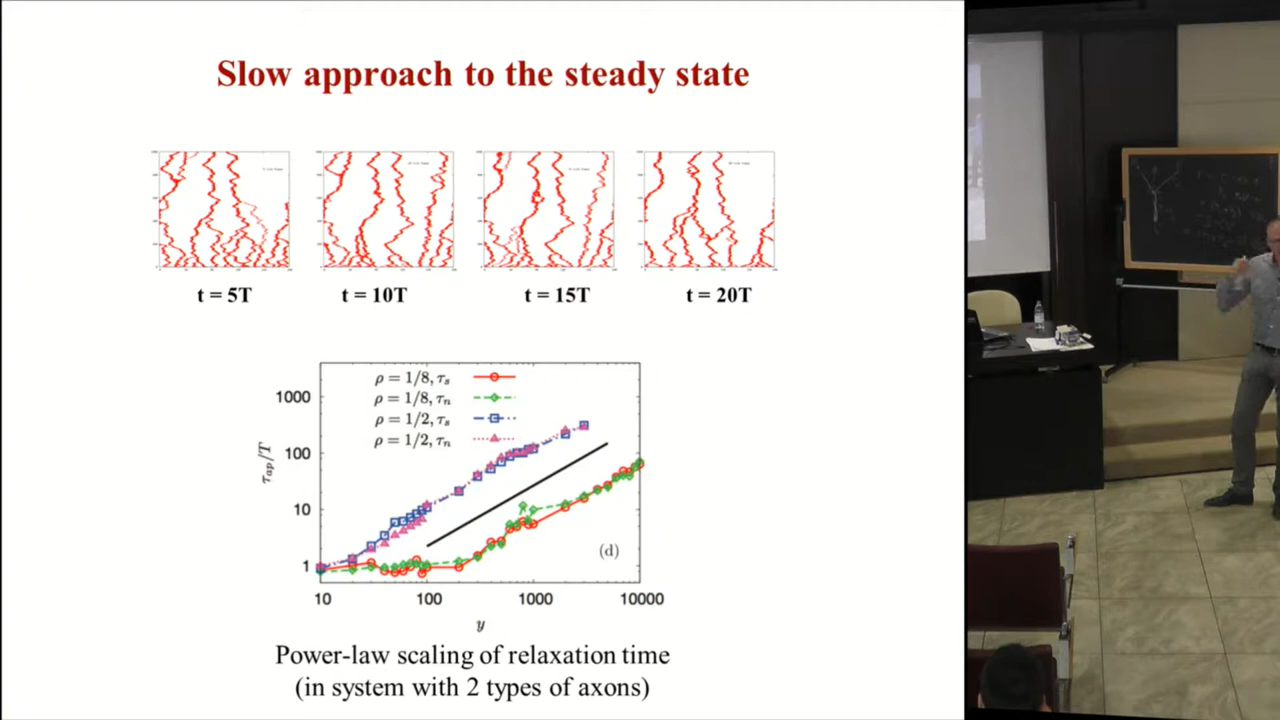 Slow approach to the steady state
t = 5T
t = 10T
t = 15T
t = 20T
ρ = 1/8, τs
ρ = 1/8, τn
ρ = 1/2, τs
ρ = 1/2, τn
1000
100
10
1
τap/T
(d)
10 100 1000 10000
y
Power-law scaling of relaxation time
(in system with 2 types of axons)